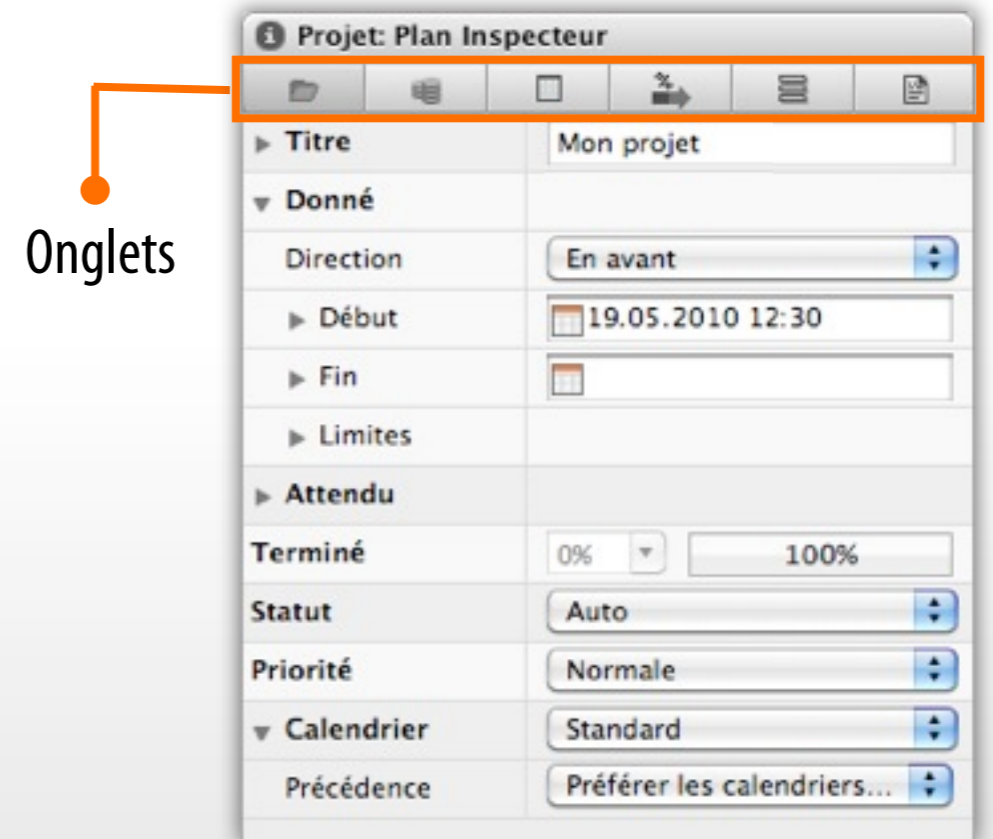 Projet: Plan Inspecteur
Onglets
Titre Mon projet
Donné
Direction En avant
Début 19.05.2010 12:30
Fin
Limites
Attendu
Terminé 0% 100%
Statut Auto
Priorité Normale
Calendrier Standard
Précédence Préférer les calendriers...